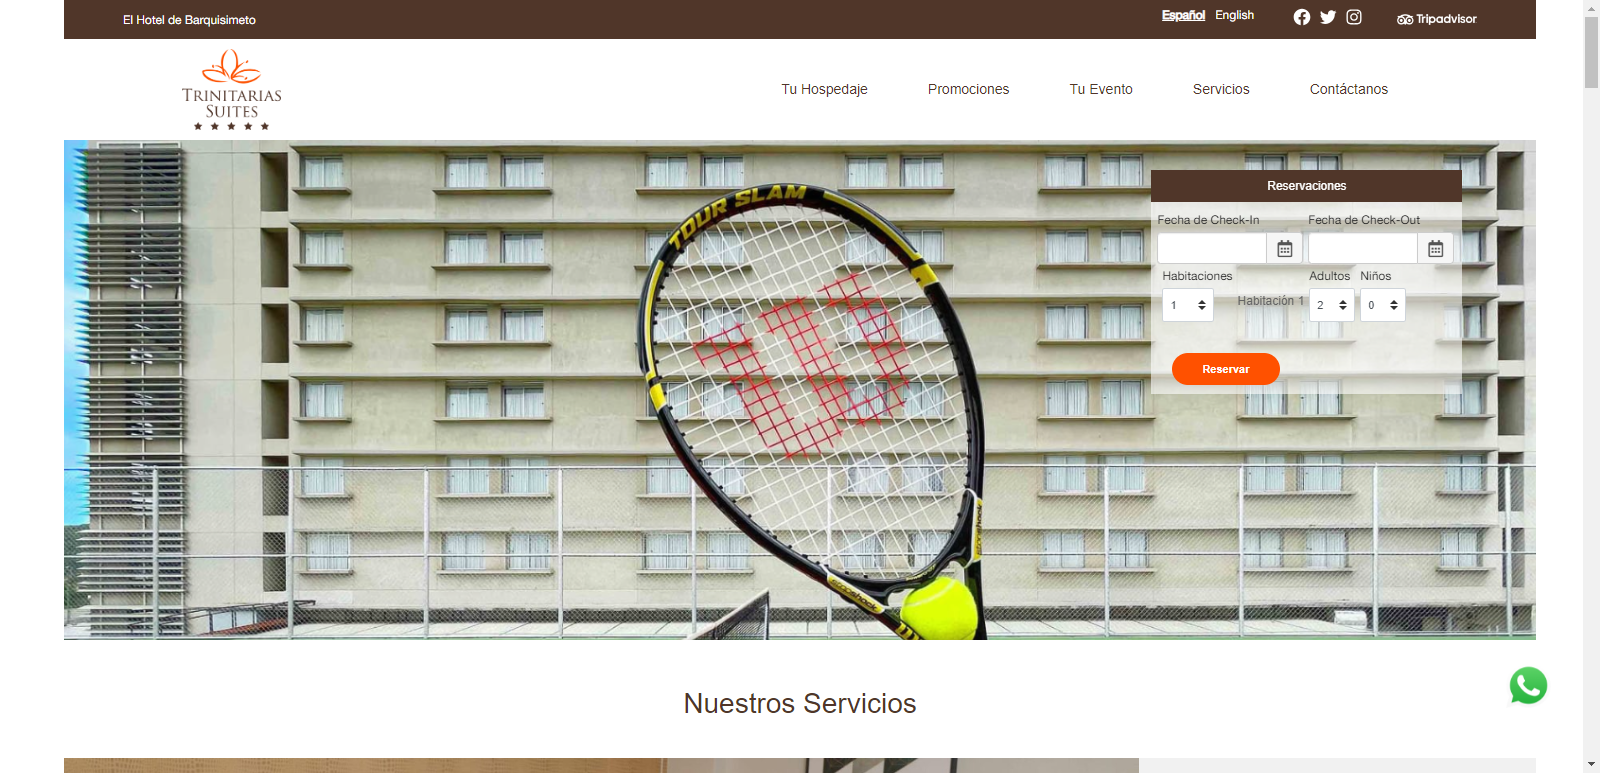 El Hotel de Barquisimeto
Español English
Tripadvisor
TRINITARIAS
SUITES
Tu Hospedaje
Promociones
Tu Evento
Servicios
Contáctanos
TOUR SLAM
Reservaciones
Fecha de Check-In
Fecha de Check-Out
Habitaciones
Adultos
Niños
1
Habitación 1
2
0
Reservar
Nuestros Servicios